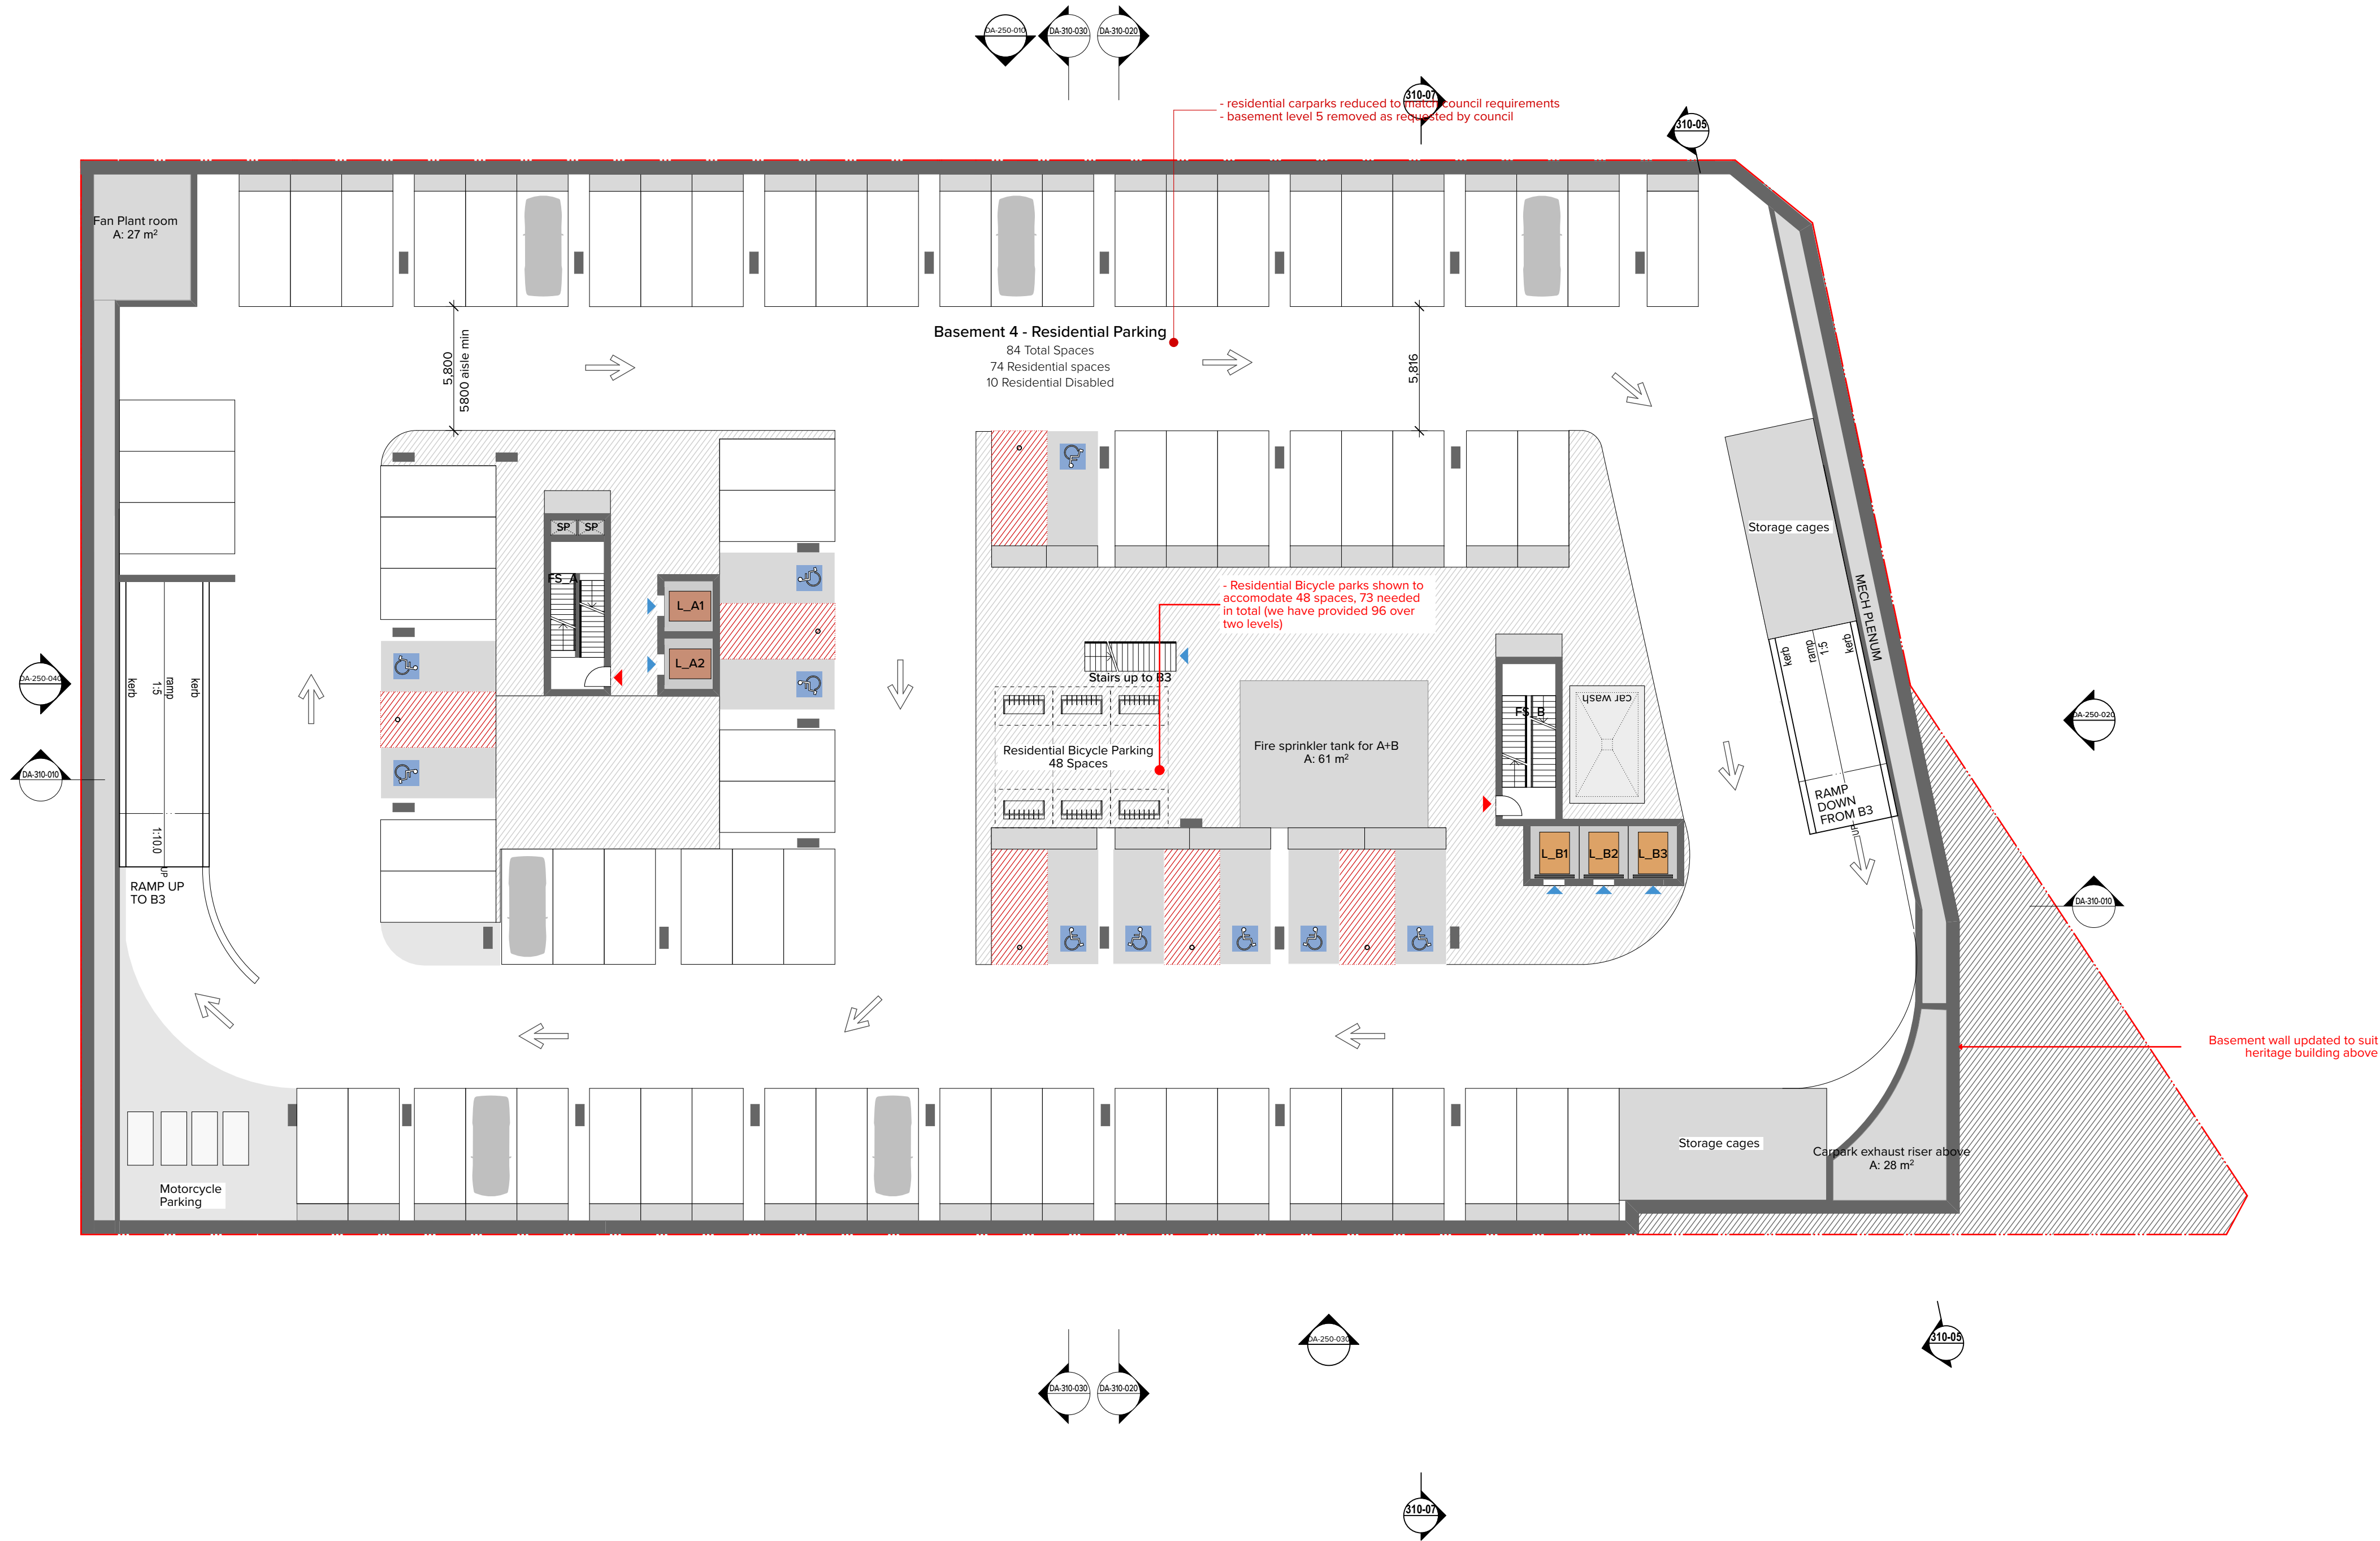 DA-250-010
DA-310-030
DA-310-020
310-07
- residential carparks reduced to match council requirements
- basement level 5 removed as requested by council
310-05
Fan Plant room
A: 27 m²
5,800
5800 aisle min
Basement 4 - Residential Parking
84 Total Spaces
74 Residential spaces
10 Residential Disabled
5,816
SP
SP
FS_A
L_A1
L_A2
Storage cages
MECH PLENUM
- Residential Bicycle parks shown to
accomodate 48 spaces, 73 needed
in total (we have provided 96 over
two levels)
Stairs up to B3
Residential Bicycle Parking
48 Spaces
Fire sprinkler tank for A+B
A: 61 m²
FS_B
car wash
kerb
ramp
1:5
kerb
RAMP
DOWN
FROM B3
UP
L_B1
L_B2
L_B3
DA-250-040
DA-310-010
kerb
1:5
ramp
kerb
1:10.0
UP
RAMP UP
TO B3
DA-250-020
DA-310-010
Basement wall updated to suit
heritage building above
Motorcycle
Parking
Storage cages
Carpark exhaust riser above
A: 28 m²
DA-310-030
DA-310-020
DA-250-030
310-05
310-07